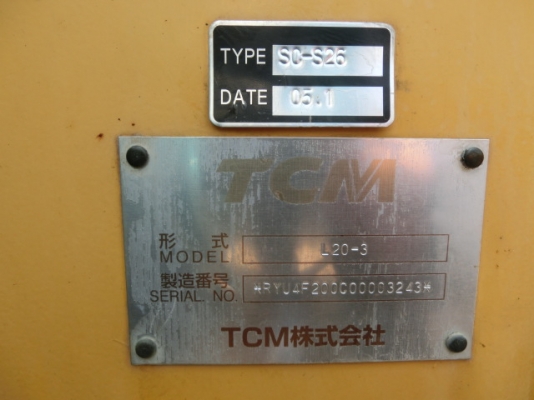 TYPE SC-S26
DATE 05.1
TCM
形 式
MODEL L20-3
製造番号
SERIAL NO. *RYU4F200C00003243*
TCM株式会社